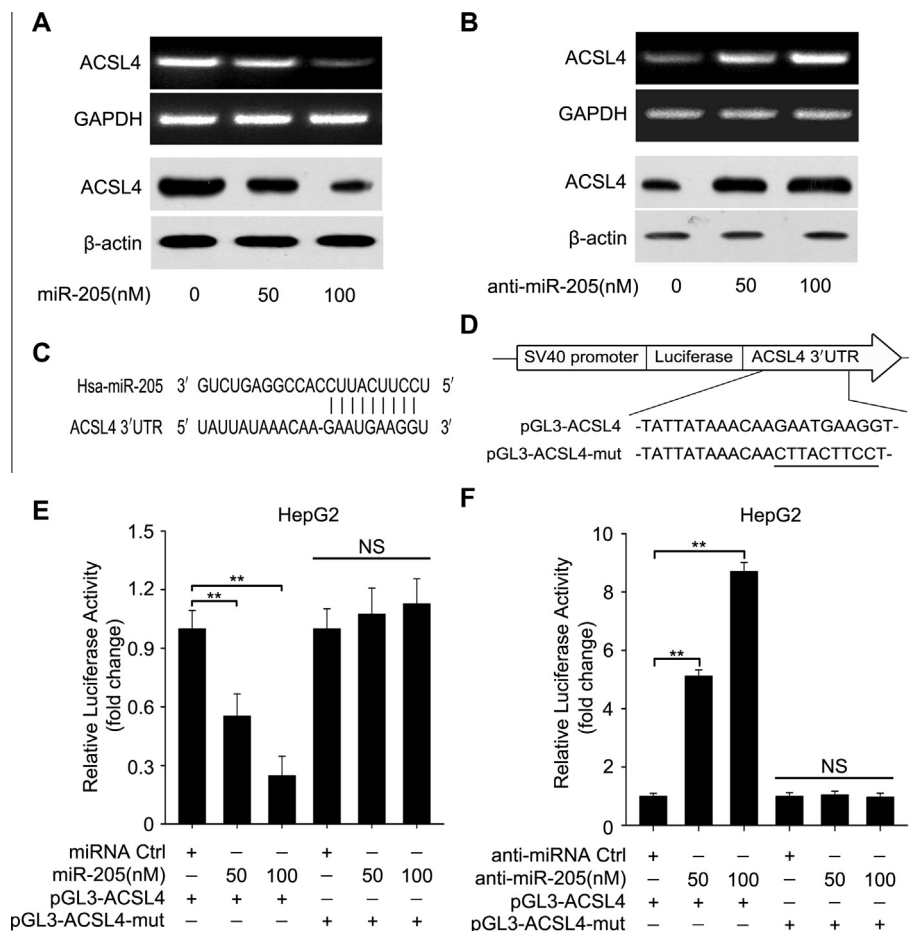 A
ACSL4
GAPDH
ACSL4
β-actin
miR-205(nM) 0 50 100
B
ACSL4
GAPDH
ACSL4
β-actin
anti-miR-205(nM) 0 50 100
C
Hsa-miR-205 3′ GUCUGAGGCCACCUUACUUCCU 5′
ACSL4 3′UTR 5′ UAUUAUAAACAA-GAAUGAAGGU 3′
D
SV40 promoter Luciferase ACSL4 3′UTR
pGL3-ACSL4 -TATTATAAACAAGAATGAAGGT-
pGL3-ACSL4-mut -TATTATAAACAACTTACTTCCT-
E
HepG2
Relative Luciferase Activity
(fold change)
1.5
1.2
0.9
0.6
0.3
0
** **
NS
miRNA Ctrl + − − + − −
miR-205(nM) − 50 100 − 50 100
pGL3-ACSL4 + + + − − −
pGL3-ACSL4-mut − − − + + +
F
HepG2
Relative Luciferase Activity
(fold change)
10
8
6
4
2
0
**
**
NS
anti-miRNA Ctrl + − − + − −
anti-miR-205(nM) − 50 100 − 50 100
pGL3-ACSL4 + + + − − −
pGL3-ACSL4-mut − − − + + +